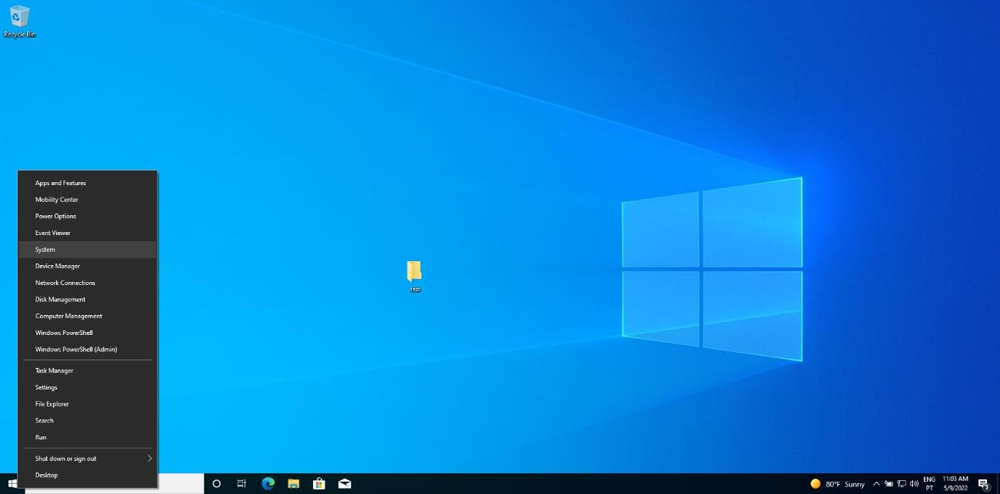 Recycle Bin
Apps and Features
Mobility Center
Power Options
Event Viewer
System
Device Manager
Network Connections
Disk Management
Computer Management
Windows PowerShell
Windows PowerShell (Admin)
Task Manager
Settings
File Explorer
Search
Run
Shut down or sign out
Desktop
test
80°F Sunny
ENG
PT
11:03 AM
5/9/2022
3